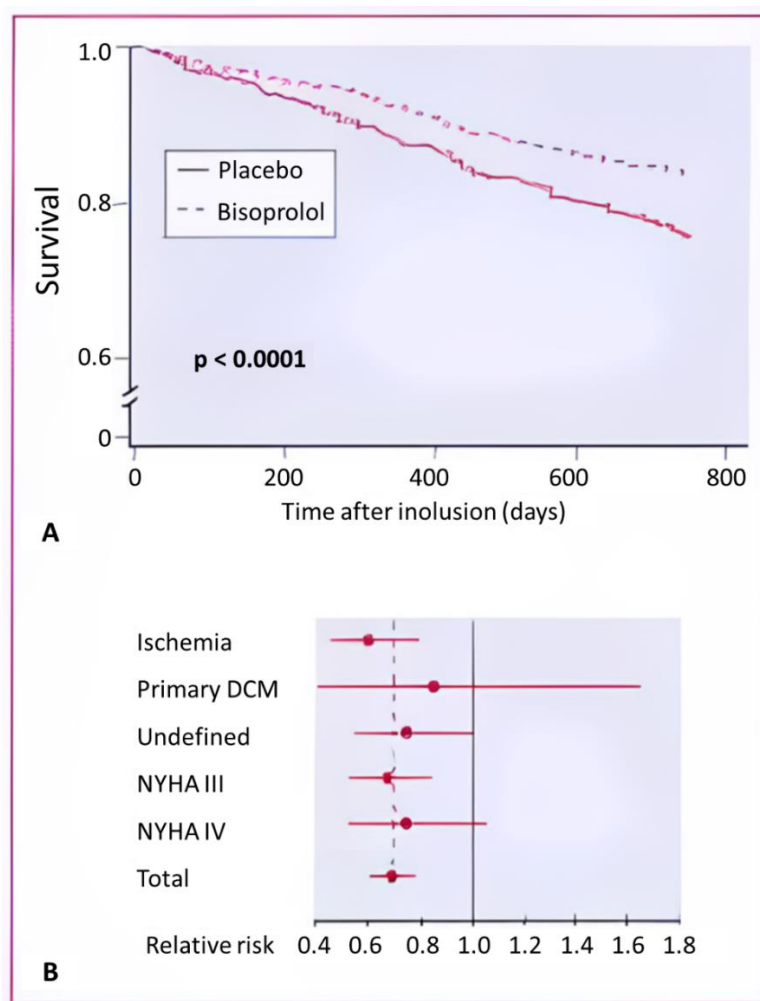 1.0
0.8
0.6
0
Survival
Placebo
Bisoprolol
p < 0.0001
0 200 400 600 800
Time after inolusion (days)
A
Ischemia
Primary DCM
Undefined
NYHA III
NYHA IV
Total
Relative risk 0.4 0.6 0.8 1.0 1.2 1.4 1.6 1.8
B